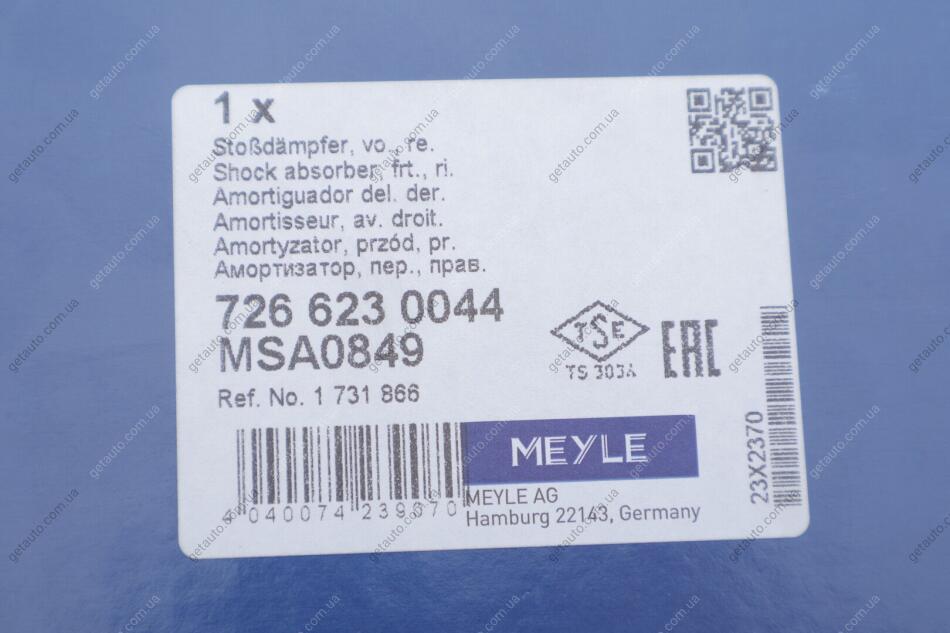 1 x
Stoßdämpfer, vo., re.
Shock absorber, frt., ri.
Amortiguador del. der.
Amortisseur, av. droit.
Amortyzator, przód, pr.
Амортизатор, пер., прав.
726 623 0044
MSA0849
Ref. No. 1 731 866
TSE
TS 303A
EAC
23X2370
MEYLE
4 040074 239670
MEYLE AG
Hamburg 22143, Germany
getauto.com.ua